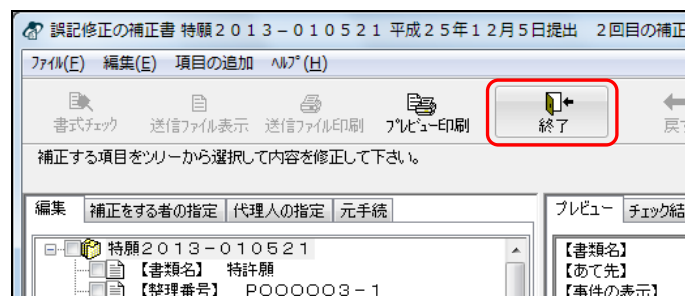 誤記修正の補正書 特願２０１３－０１０５２１ 平成２５年１２月５日提出　２回目の補正
ﾌｧｲﾙ(F) 編集(E) 項目の追加 ﾍﾙﾌﾟ(H)
書式ﾁｪｯｸ 送信ﾌｧｲﾙ表示 送信ﾌｧｲﾙ印刷 ﾌﾟﾚﾋﾞｭｰ印刷 終了 戻す
補正する項目をﾂﾘｰから選択して内容を修正して下さい。
編集 補正をする者の指定 代理人の指定 元手続 ﾌﾟﾚﾋﾞｭｰ ﾁｪｯｸ結
特願２０１３－０１０５２１
【書類名】 特許願
【整理番号】 Ｐ０００００３－１
【書類名】
【あて先】
【事件の表示】